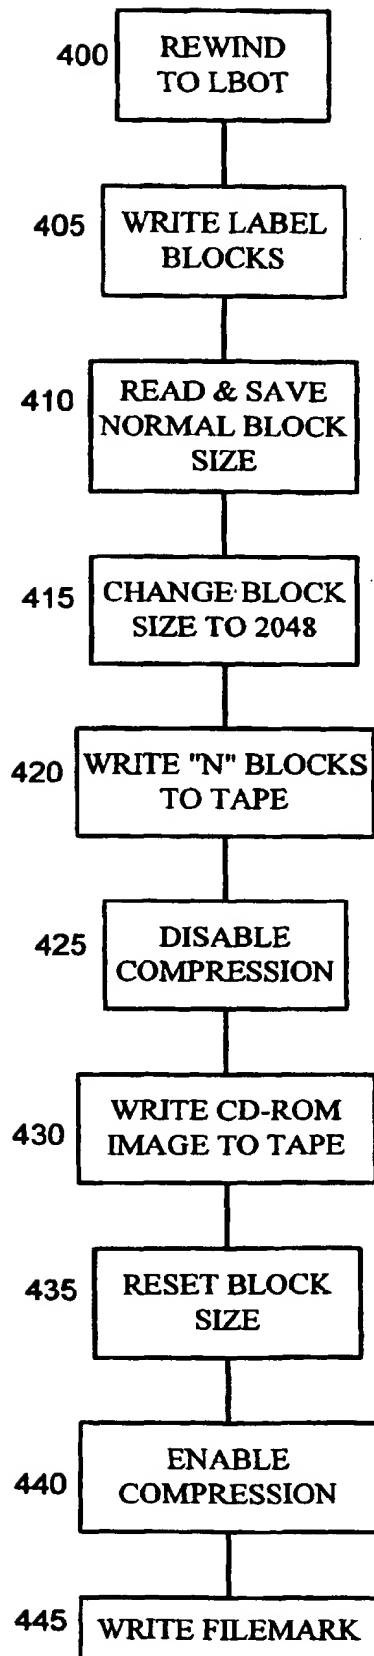 400 REWIND
TO LBOT
405 WRITE LABEL
BLOCKS
410 READ & SAVE
NORMAL BLOCK
SIZE
415 CHANGE BLOCK
SIZE TO 2048
420 WRITE "N" BLOCKS
TO TAPE
425 DISABLE
COMPRESSION
430 WRITE CD-ROM
IMAGE TO TAPE
435 RESET BLOCK
SIZE
440 ENABLE
COMPRESSION
445 WRITE FILEMARK